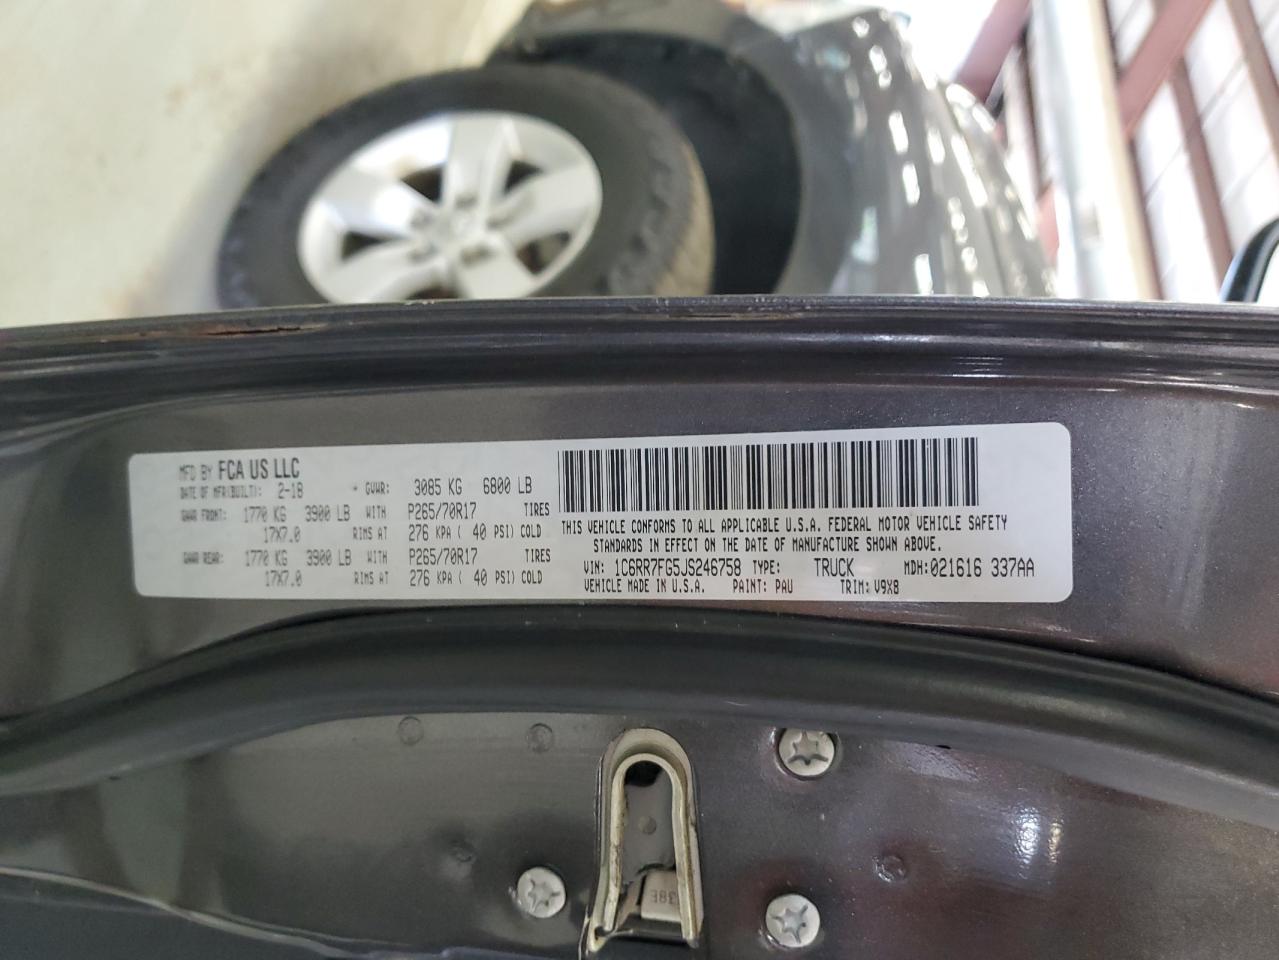 MFD BY FCA US LLC
DATE OF MFR(BUILT): 2-18 GVWR: 3085 KG 6800 LB
GAWR FRONT: 1770 KG 3900 LB WITH P265/70R17 TIRES
17X7.0 RIMS AT 276 KPA ( 40 PSI) COLD
GAWR REAR: 1770 KG 3900 LB WITH P265/70R17 TIRES
17X7.0 276 KPA ( 40 PSI) COLD
THIS VEHICLE CONFORMS TO ALL APPLICABLE U.S.A. FEDERAL MOTOR VEHICLE SAFETY
STANDARDS IN EFFECT ON THE DATE OF MANUFACTURE SHOWN ABOVE.
VIN: 1C6RR7FG5JS246758 TYPE: TRUCK MDH:021616 337AA
VEHICLE MADE IN U.S.A. PAINT: PAU TRIM: V9X8
38E